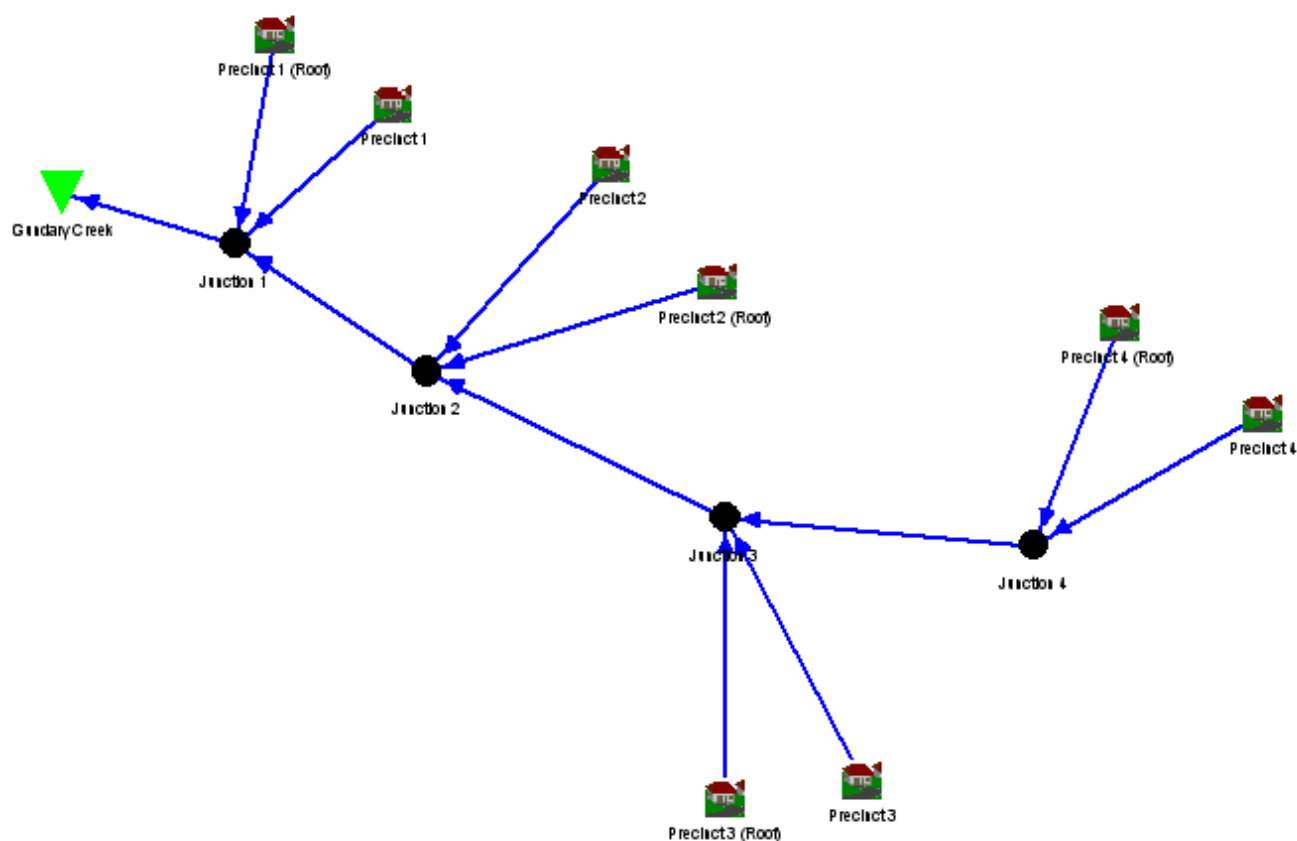 Precinct 1 (Roof)
Precinct 1
Precinct 2
Gundary Creek
Junction 1
Precinct 2 (Roof)
Precinct 4 (Roof)
Junction 2
Precinct 4
Junction 3
Junction 4
Precinct 3
Precinct 3 (Roof)